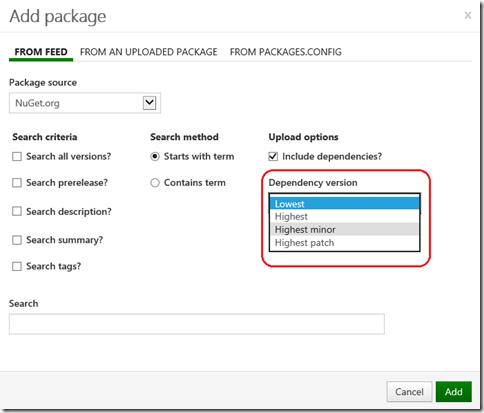 Add package
x
FROM FEED FROM AN UPLOADED PACKAGE FROM PACKAGES.CONFIG
Package source
NuGet.org
Search criteria Search method Upload options
Search all versions? Starts with term Include dependencies?
Search prerelease? Contains term Dependency version
Lowest
Search description? Highest
Highest minor
Search summary? Highest patch
Search tags?
Search
Cancel Add